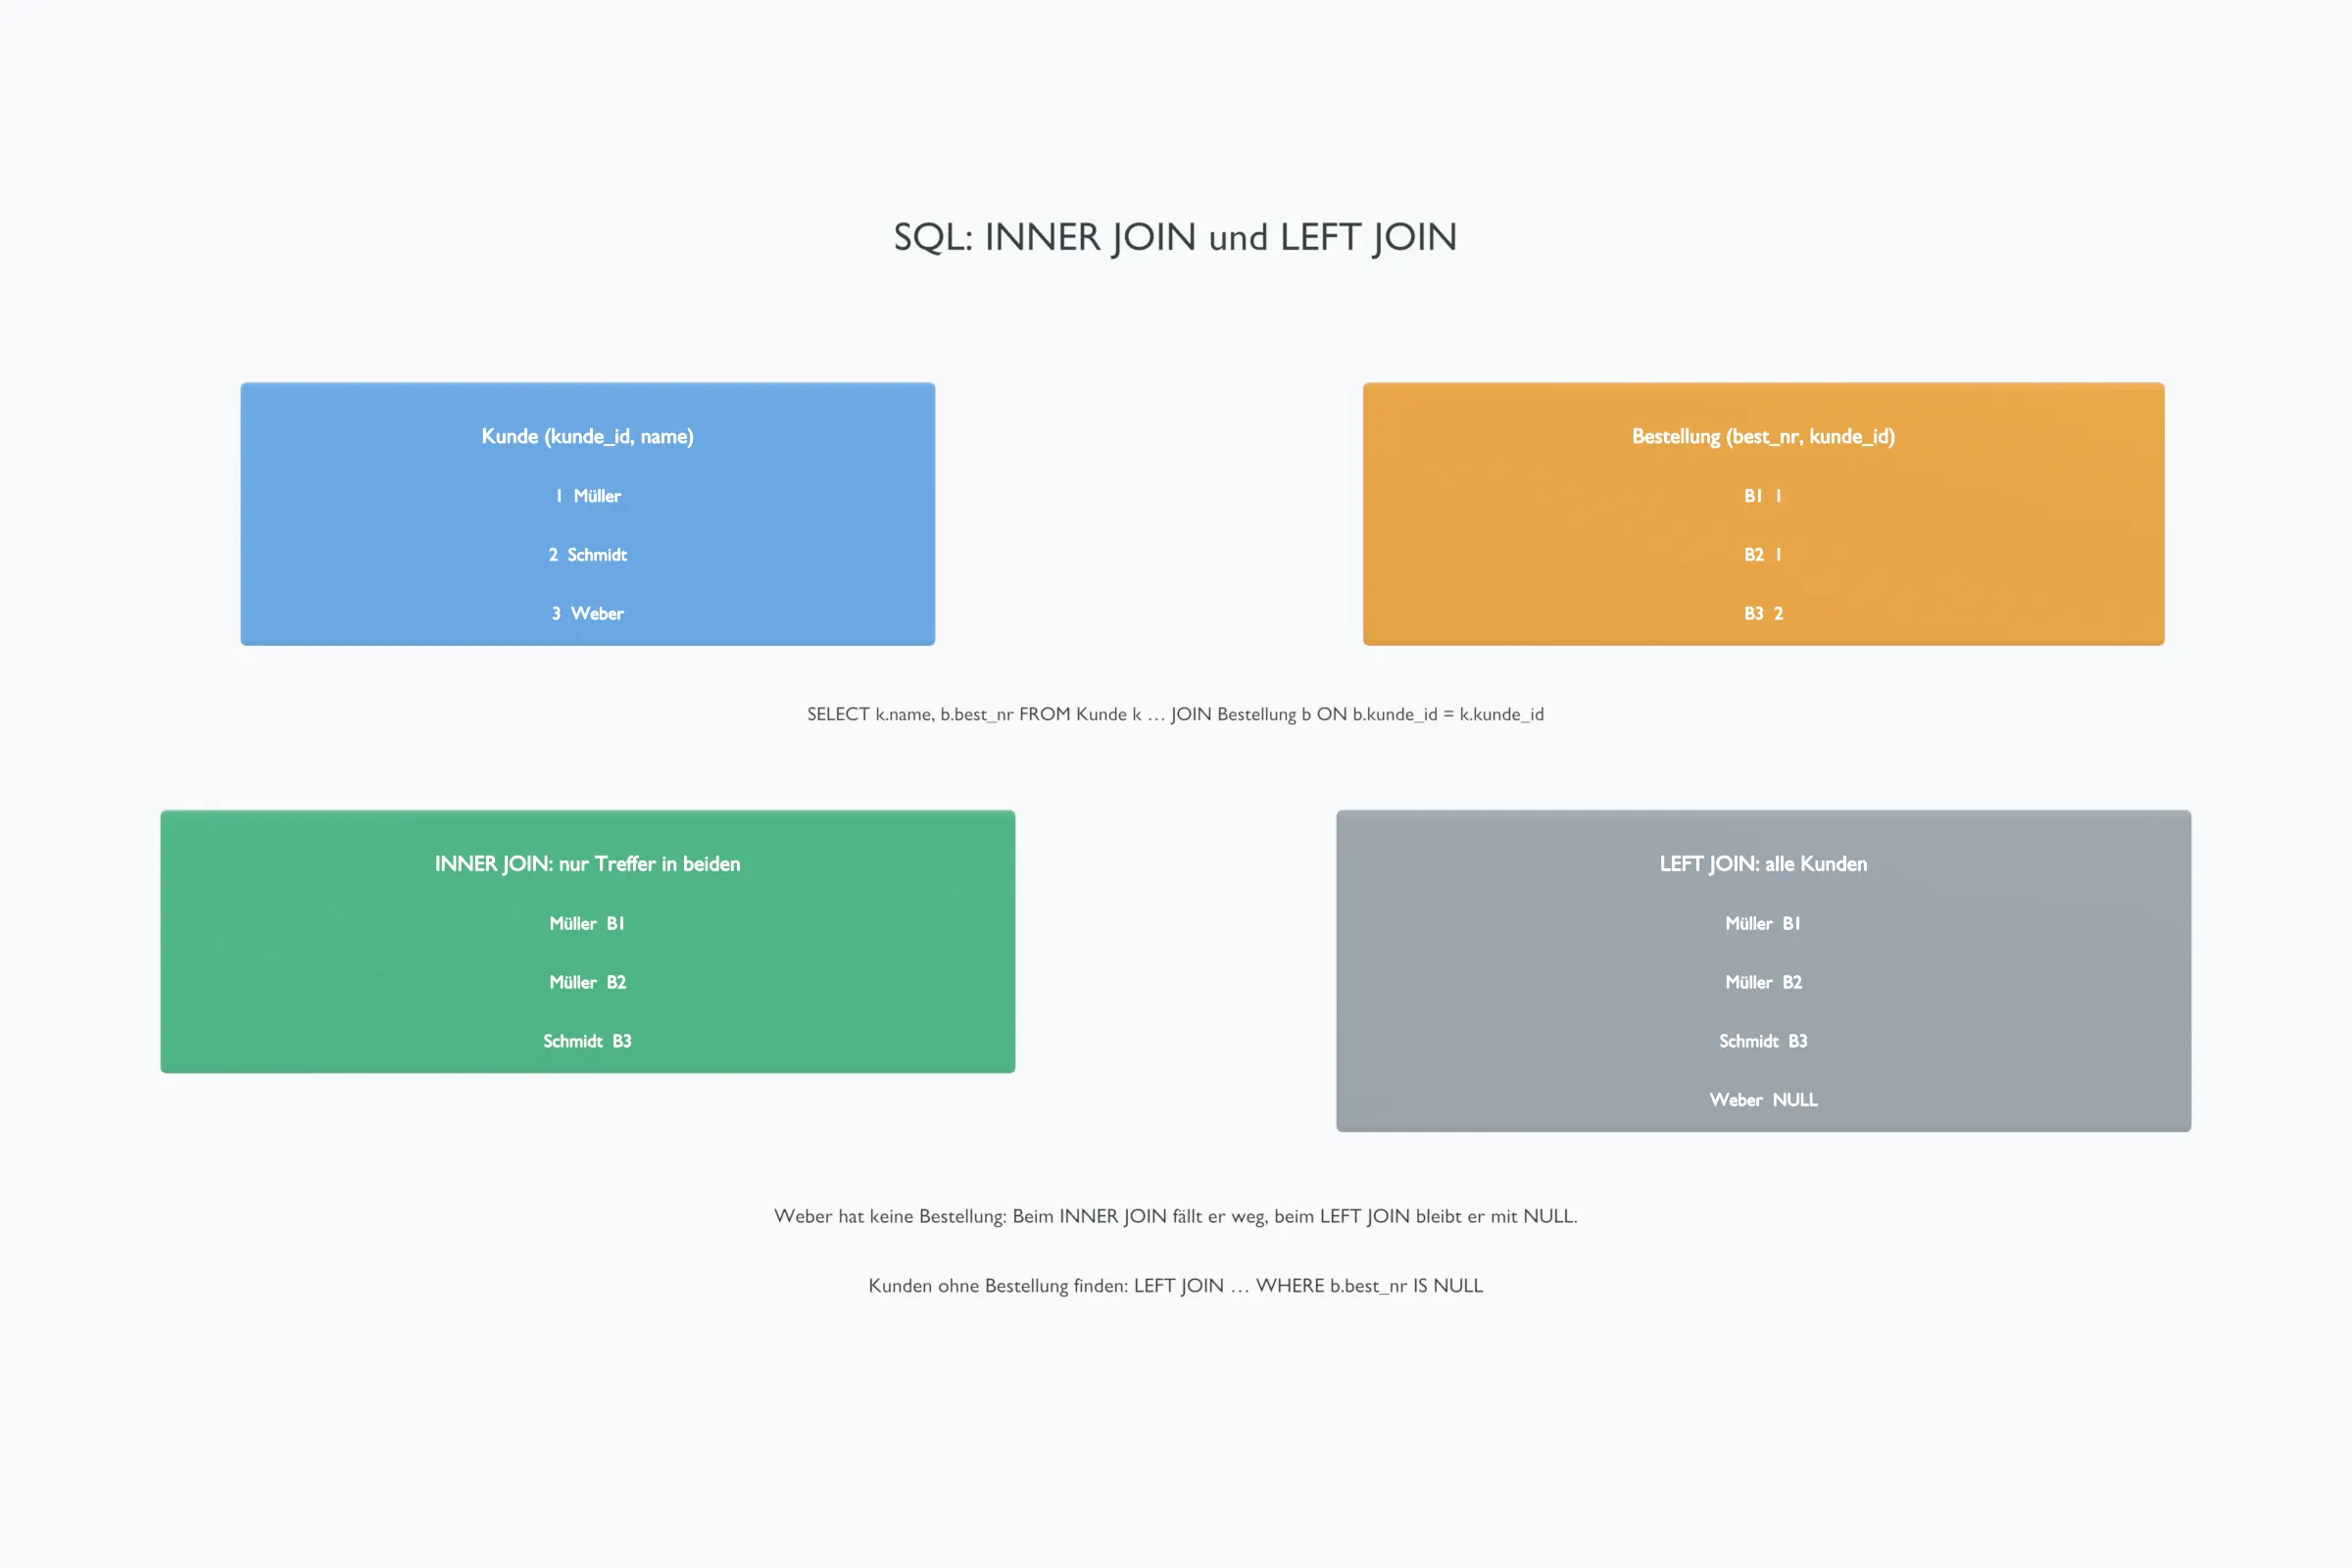 SQL: INNER JOIN und LEFT JOIN
Kunde (kunde_id, name)
1 Müller
2 Schmidt
3 Weber
Bestellung (best_nr, kunde_id)
B1 1
B2 1
B3 2
SELECT k.name, b.best_nr FROM Kunde k … JOIN Bestellung b ON b.kunde_id = k.kunde_id
INNER JOIN: nur Treffer in beiden
Müller B1
Müller B2
Schmidt B3
LEFT JOIN: alle Kunden
Müller B1
Müller B2
Schmidt B3
Weber NULL
Weber hat keine Bestellung: Beim INNER JOIN fällt er weg, beim LEFT JOIN bleibt er mit NULL.
Kunden ohne Bestellung finden: LEFT JOIN … WHERE b.best_nr IS NULL